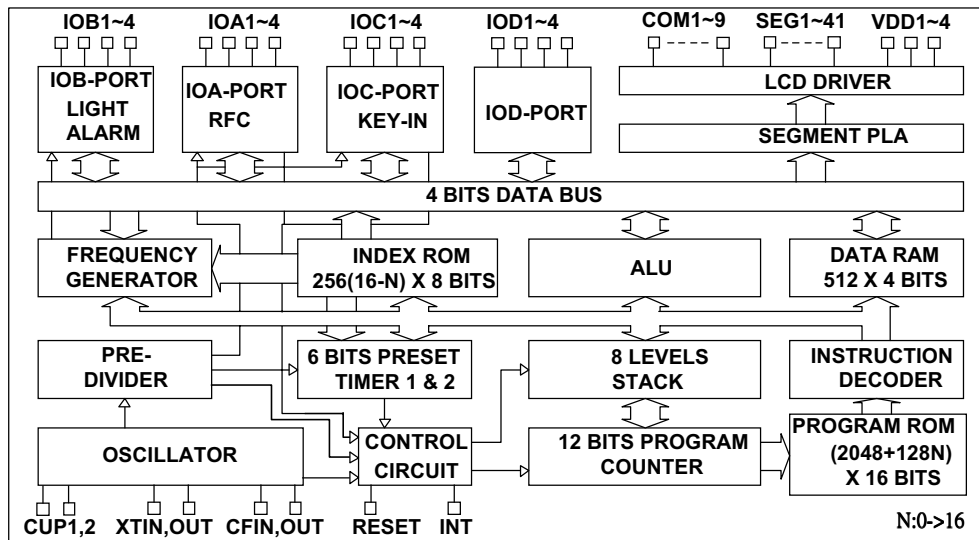 IOB1~4 IOA1~4 IOC1~4 IOD1~4 COM1~9 SEG1~41 VDD1~4
IOB-PORT
LIGHT
ALARM
IOA-PORT
RFC
IOC-PORT
KEY-IN
IOD-PORT
LCD DRIVER
SEGMENT PLA
4 BITS DATA BUS
FREQUENCY
GENERATOR
INDEX ROM
256(16-N) X 8 BITS
ALU
DATA RAM
512 X 4 BITS
PRE-
DIVIDER
6 BITS PRESET
TIMER 1 & 2
8 LEVELS
STACK
INSTRUCTION
DECODER
OSCILLATOR
CONTROL
CIRCUIT
12 BITS PROGRAM
COUNTER
PROGRAM ROM
(2048+128N)
X 16 BITS
CUP1,2 XTIN,OUT CFIN,OUT RESET INT
N:0->16